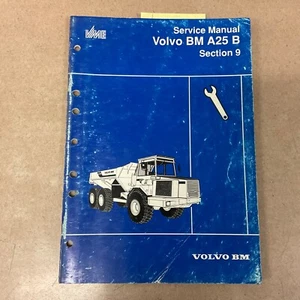 VME
Service Manual
Volvo BM A25 B
Section 9
VOLVO BM